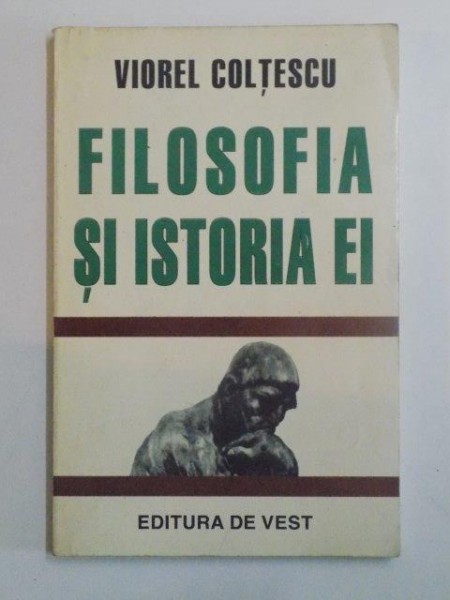 VIOREL COLȚESCU
FILOSOFIA
ȘI ISTORIA EI
EDITURA DE VEST